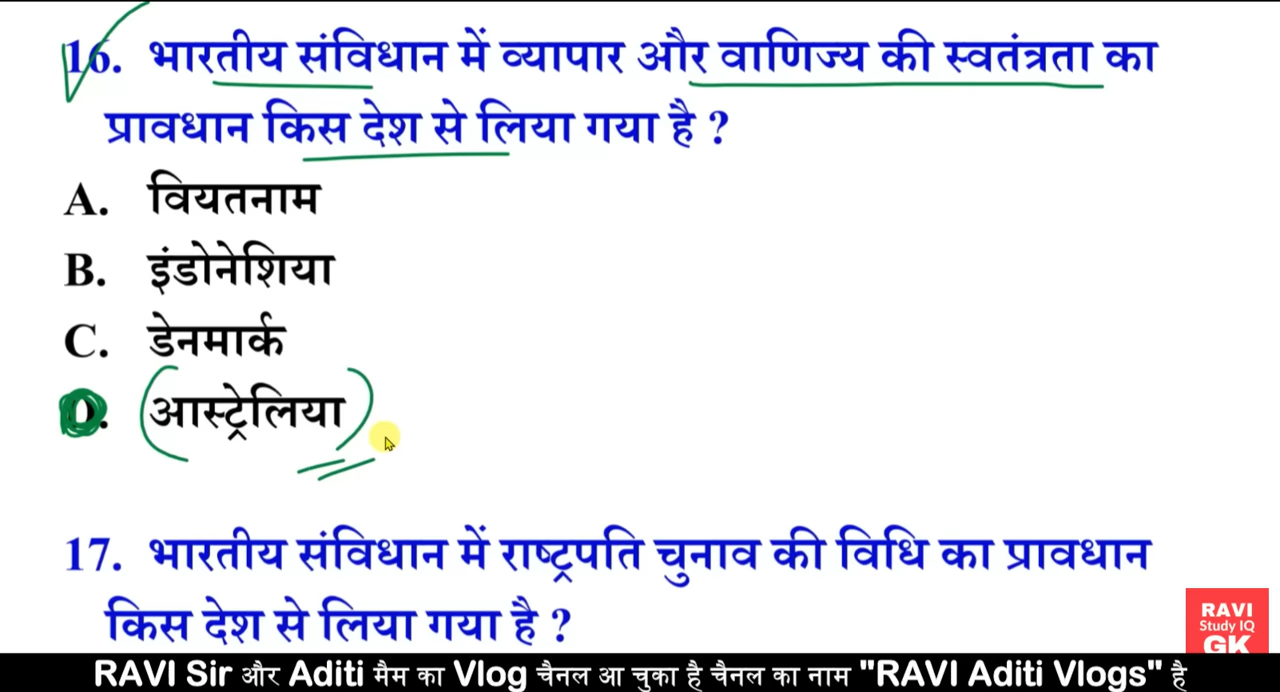 16. भारतीय संविधान में व्यापार और वाणिज्य की स्वतंत्रता का
प्रावधान किस देश से लिया गया है ?
A. वियतनाम
B. इंडोनेशिया
C. डेनमार्क
D. आस्ट्रेलिया
17. भारतीय संविधान में राष्ट्रपति चुनाव की विधि का प्रावधान
किस देश से लिया गया है ?
RAVI
Study IQ
GK
RAVI Sir और Aditi मैम का Vlog चैनल आ चुका है चैनल का नाम "RAVI Aditi Vlogs" है